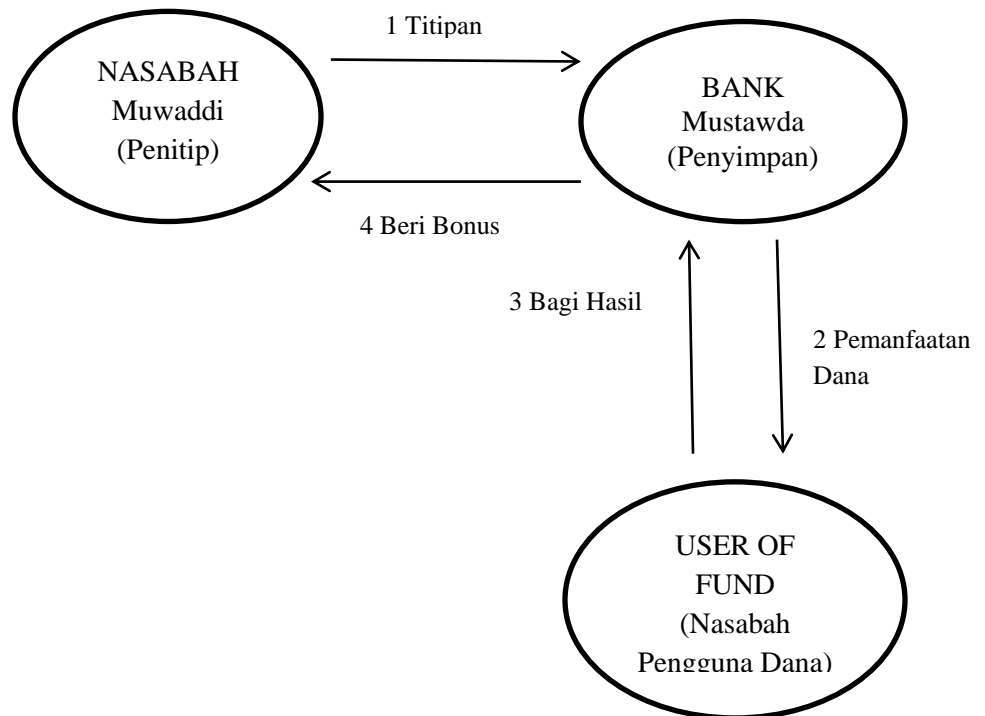 1 Titipan
NASABAH
Muwaddi
(Penitip)
BANK
Mustawda
(Penyimpan)
4 Beri Bonus
3 Bagi Hasil
2 Pemanfaatan
Dana
USER OF
FUND
(Nasabah
Pengguna Dana)